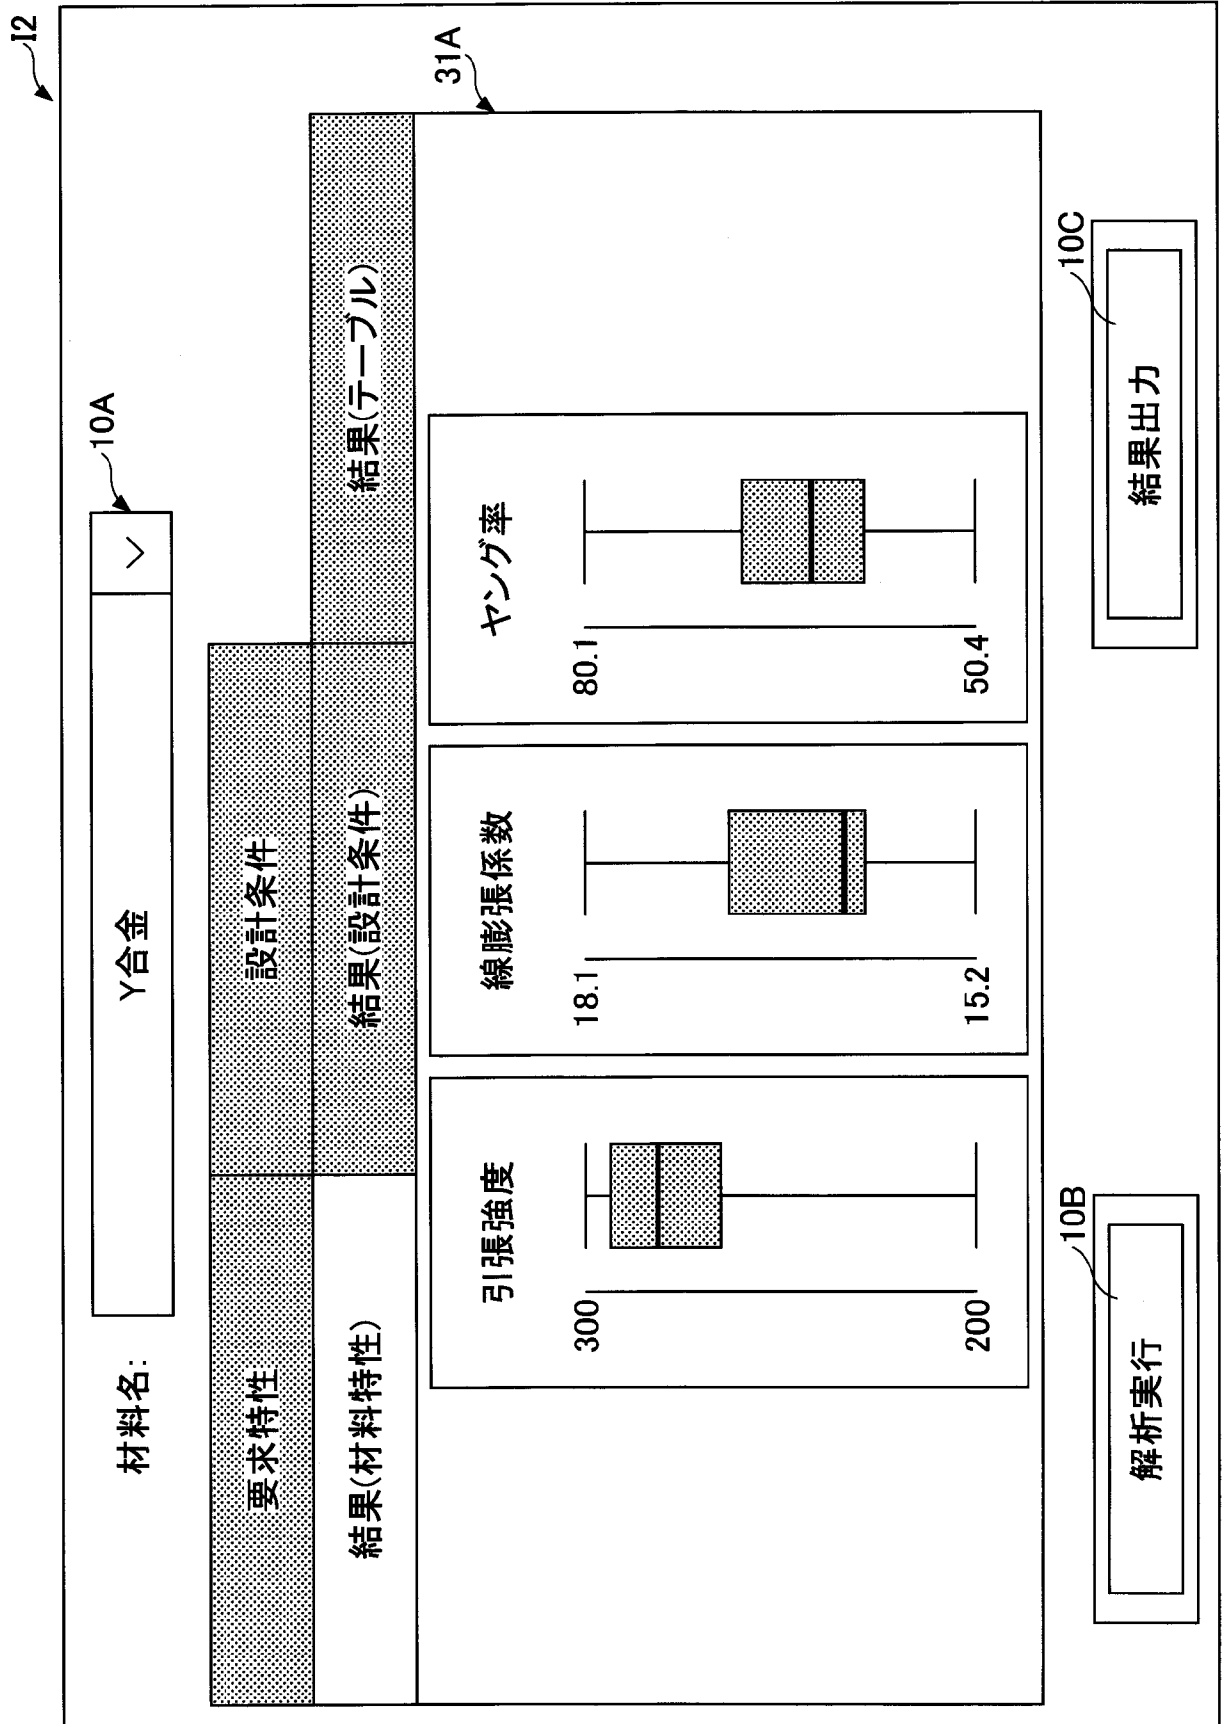 I2
材料名:
Y合金
10A
要求特性
設計条件
結果(材料特性)
結果(設計条件)
結果(テーブル)
31A
引張強度
300
200
線膨張係数
18.1
15.2
ヤング率
80.1
50.4
10B
解析実行
10C
結果出力